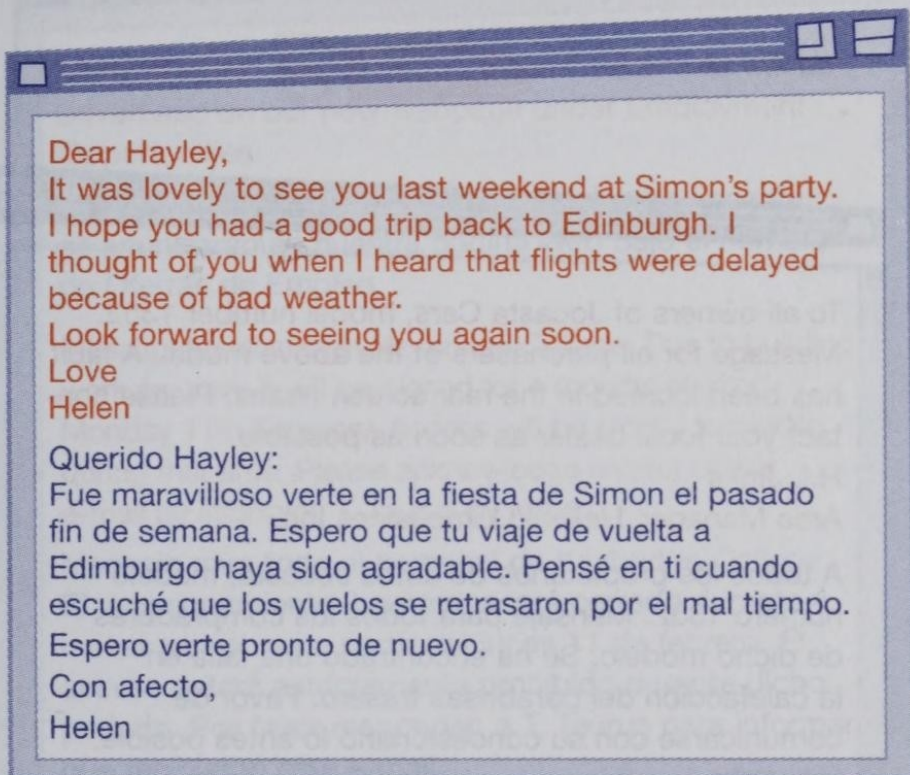 Dear Hayley,
It was lovely to see you last weekend at Simon's party.
I hope you had a good trip back to Edinburgh. I
thought of you when I heard that flights were delayed
because of bad weather.
Look forward to seeing you again soon.
Love
Helen
Querido Hayley:
Fue maravilloso verte en la fiesta de Simon el pasado
fin de semana. Espero que tu viaje de vuelta a
Edimburgo haya sido agradable. Pensé en ti cuando
escuché que los vuelos se retrasaron por el mal tiempo.
Espero verte pronto de nuevo.
Con afecto,
Helen